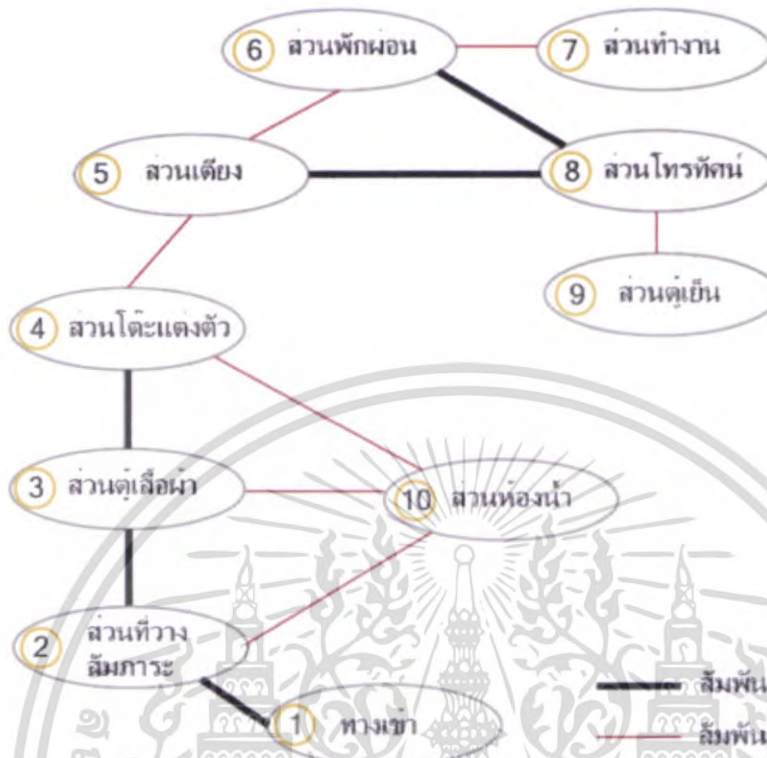 6 ส่วนพักผ่อน
7 ส่วนทำงาน
5 ส่วนเตียง
8 ส่วนโทรทัศน์
9 ส่วนตู้เย็น
4 ส่วนโต๊ะแต่งตัว
3 ส่วนตู้เสื้อผ้า
10 ส่วนห้องน้ำ
2 ส่วนที่วาง
สัมภาระ
1 ทางเข้า
สัมพัน
สัมพัน